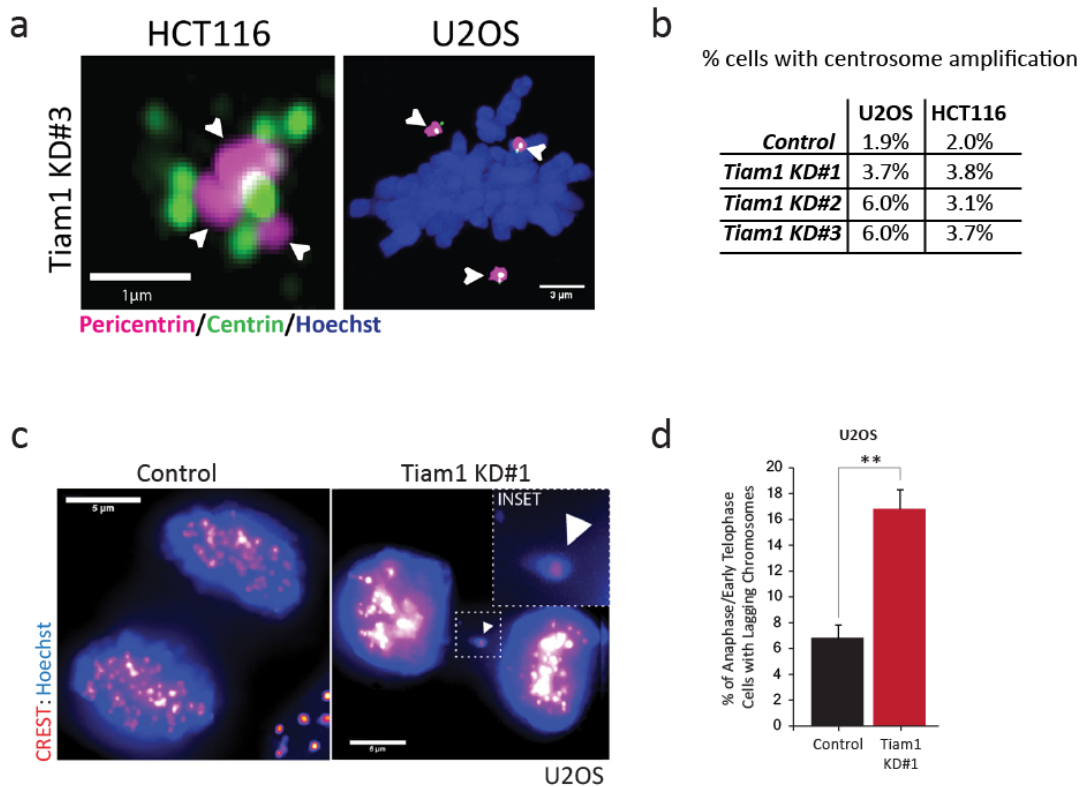 a
HCT116
U2OS
Tiam1 KD#3
1µm
3 µm
Pericentrin/Centrin/Hoechst
b
% cells with centrosome amplification
U2OS HCT116
Control 1.9% 2.0%
Tiam1 KD#1 3.7% 3.8%
Tiam1 KD#2 6.0% 3.1%
Tiam1 KD#3 6.0% 3.7%
c
Control
Tiam1 KD#1
5 µm
INSET
CREST: Hoechst
5 µm
U2OS
d
U2OS
**
% of Anaphase/Early Telophase
Cells with Lagging Chromosomes
20
18
16
14
12
10
8
6
4
2
0
Control
Tiam1
KD#1